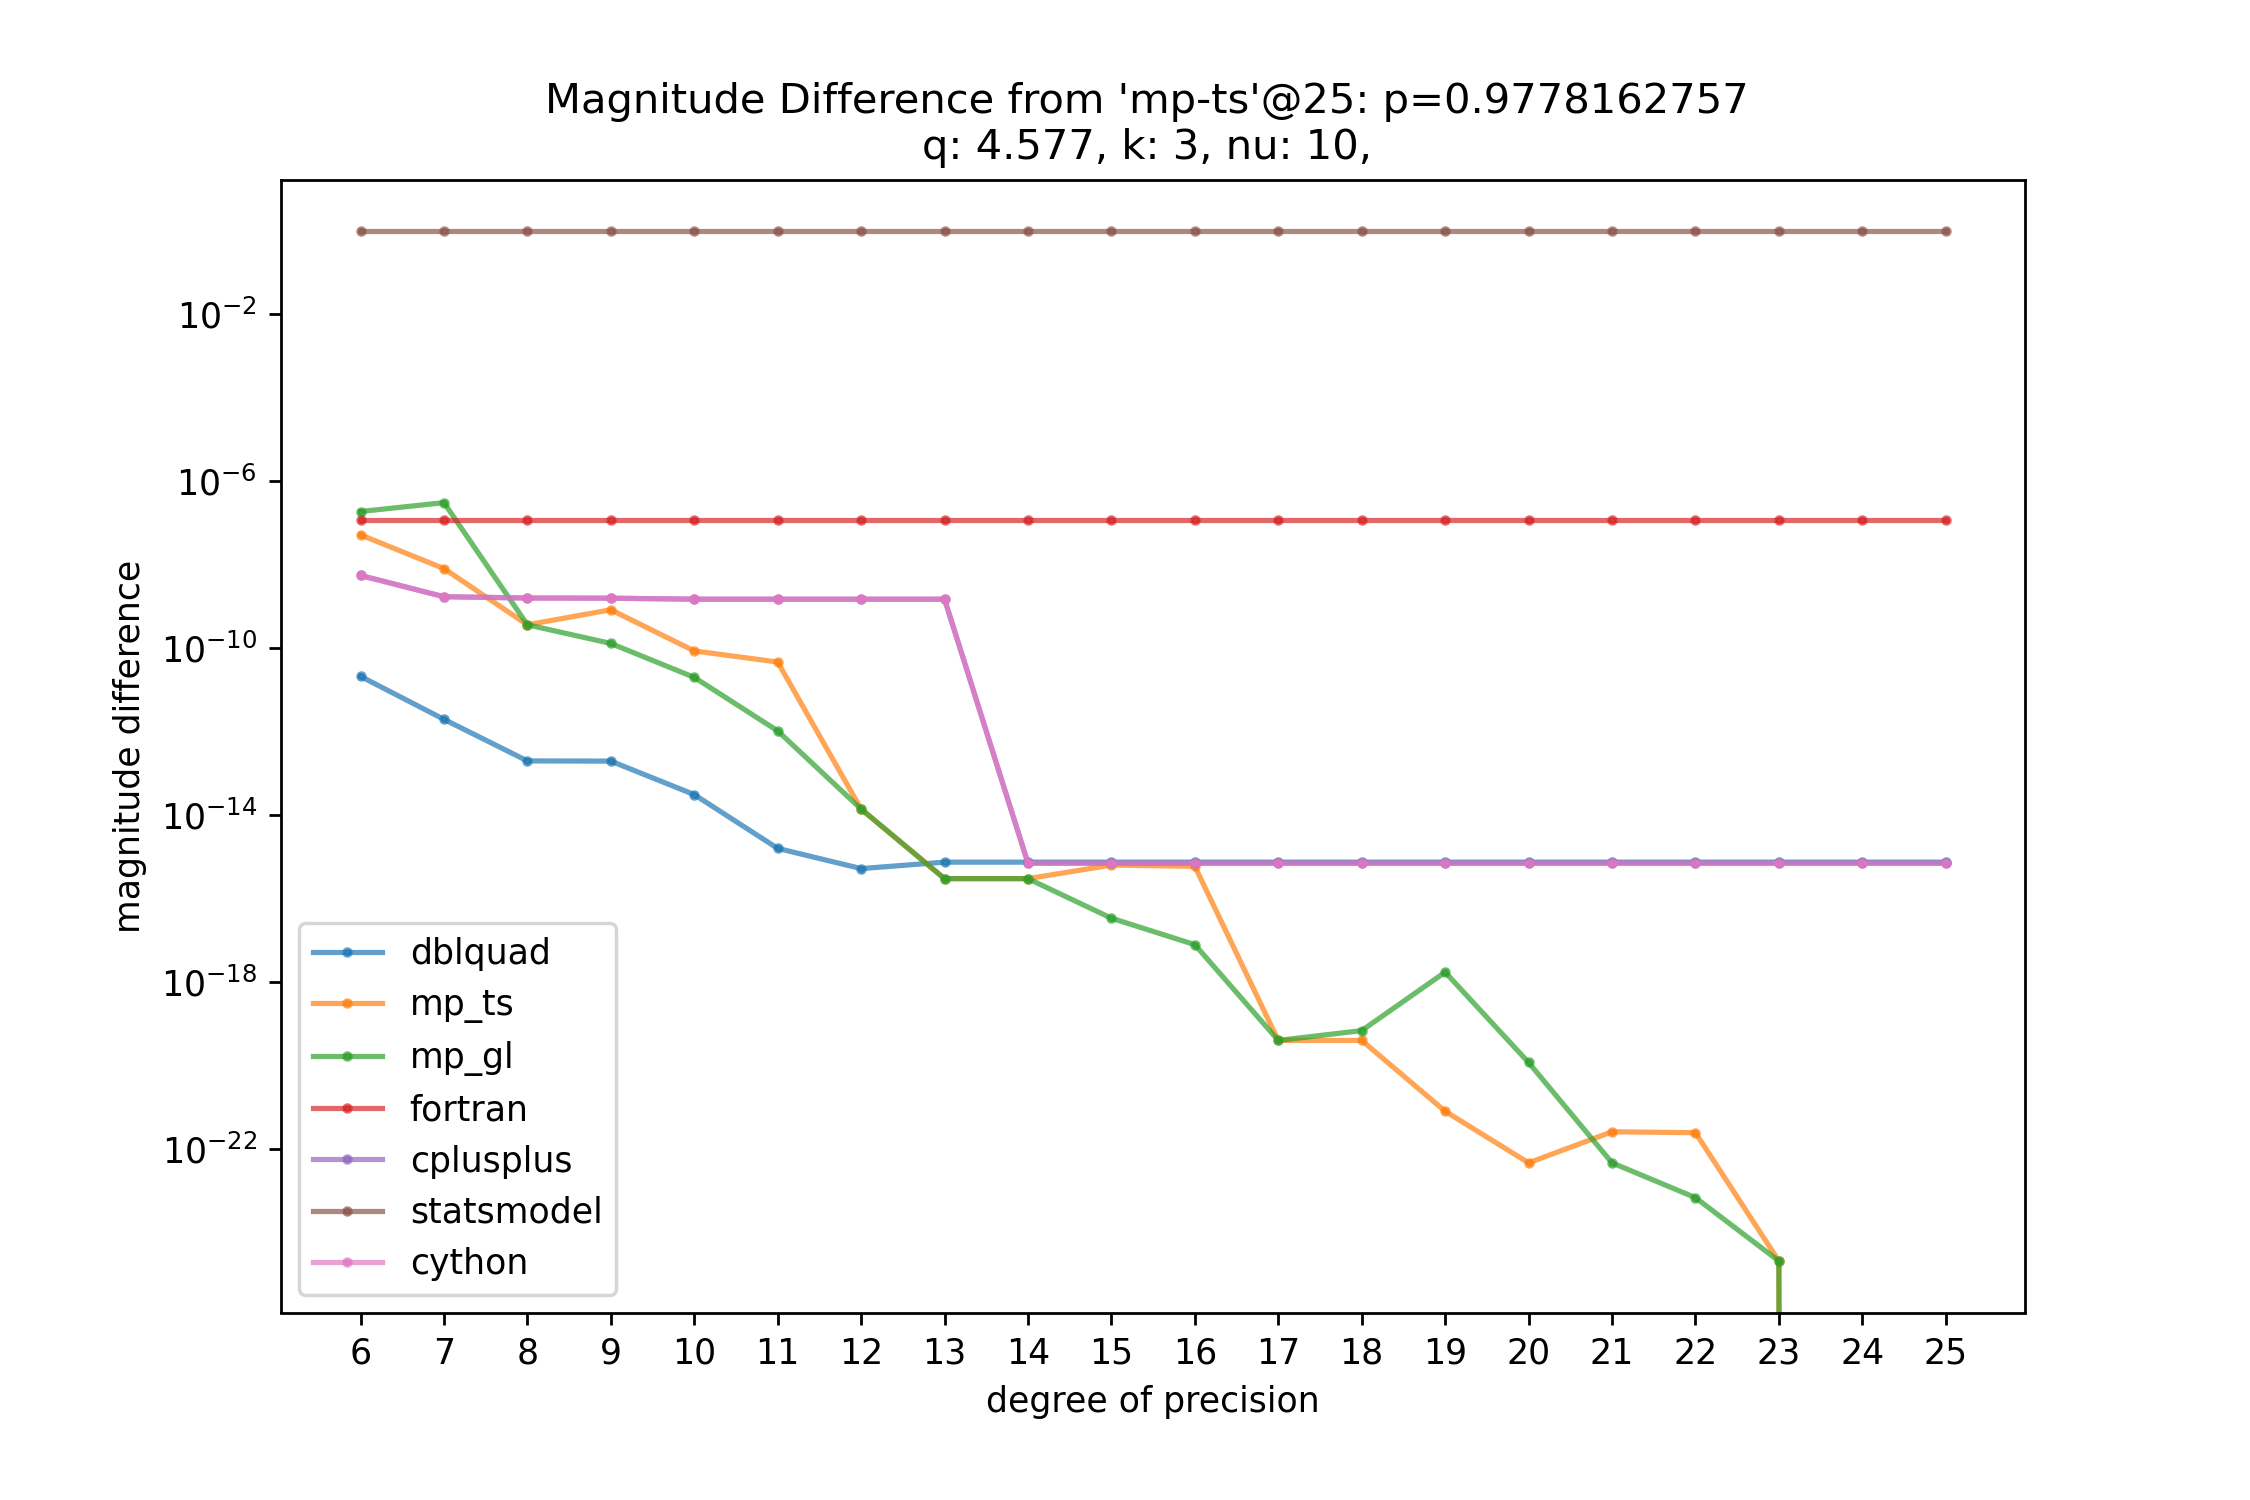 Magnitude Difference from 'mp-ts'@25: p=0.9778162757
q: 4.577, k: 3, nu: 10,
magnitude difference
10⁻²
10⁻⁶
10⁻¹⁰
10⁻¹⁴
10⁻¹⁸
10⁻²²
dblquad
mp_ts
mp_gl
fortran
cplusplus
statsmodel
cython
6 7 8 9 10 11 12 13 14 15 16 17 18 19 20 21 22 23 24 25
degree of precision